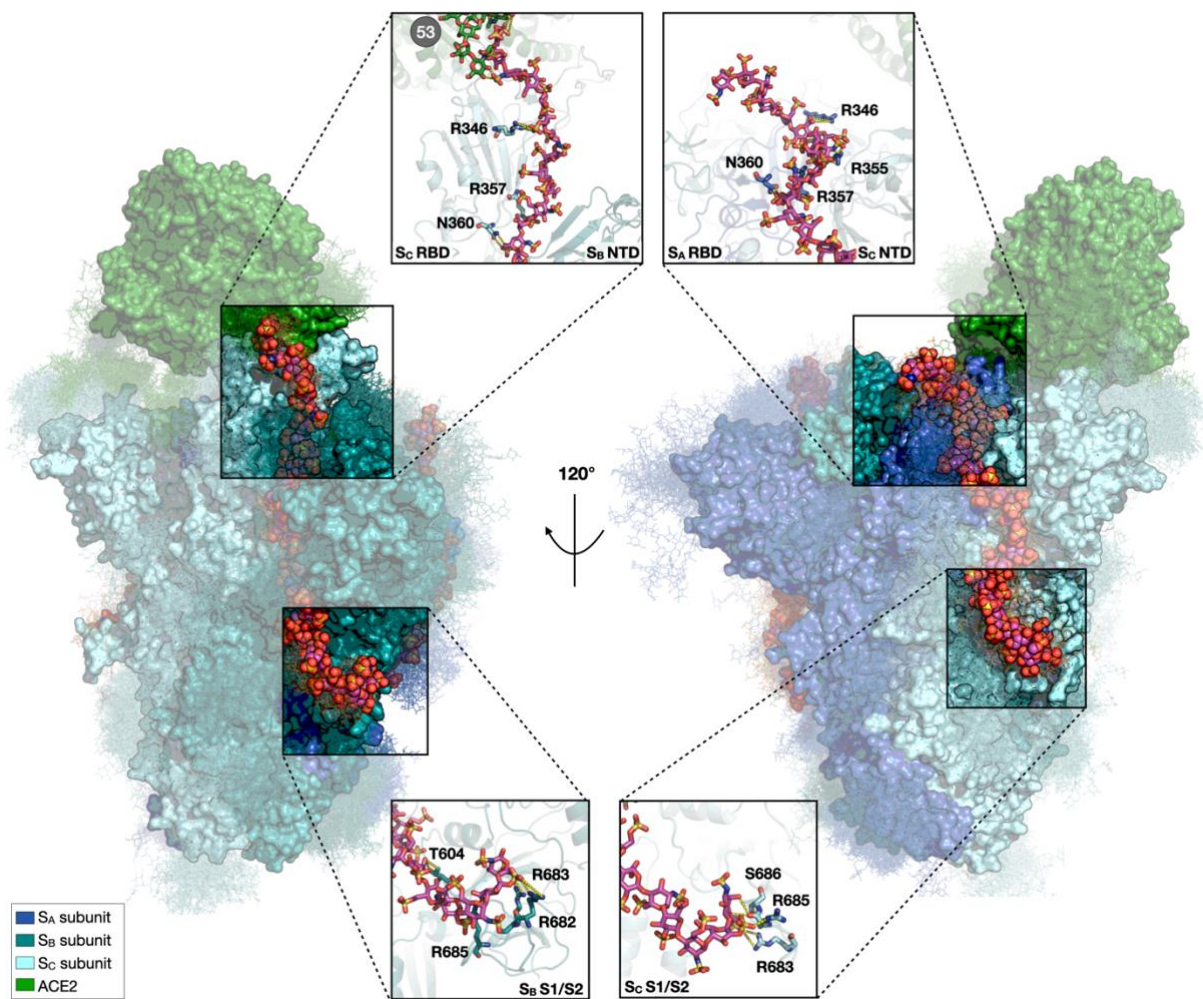 53
R346
R357
N360
SC RBD
SB NTD
R346
N360
R355
R357
SA RBD
SC NTD
120°
T604
R683
R682
R685
SB S1/S2
S686
R685
R683
SC S1/S2
SA subunit
SB subunit
SC subunit
ACE2